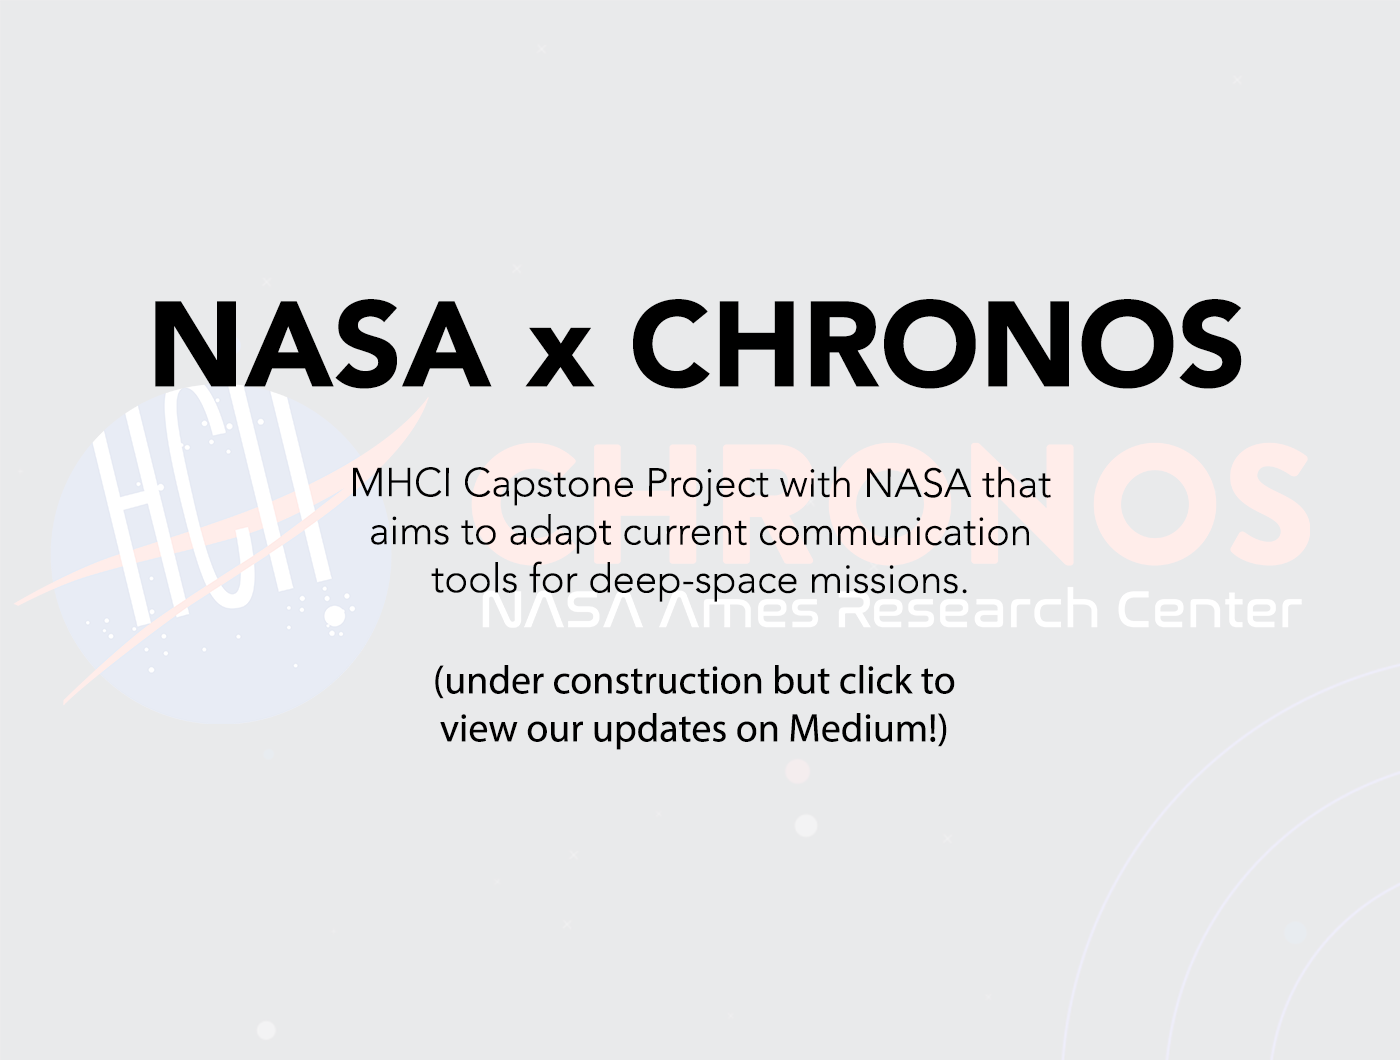 NASA x CHRONOS
HCI!
CHRONOS
MHCI Capstone Project with NASA that
aims to adapt current communication
tools for deep-space missions.
NASA Ames Research Center
(under construction but click to
view our updates on Medium!)